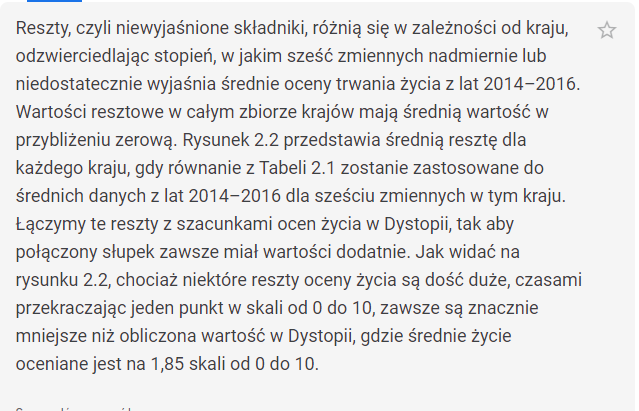 Reszty, czyli niewyjaśnione składniki, różnią się w zależności od kraju,
odzwierciedlając stopień, w jakim sześć zmiennych nadmiernie lub
niedostatecznie wyjaśnia średnie oceny trwania życia z lat 2014–2016.
Wartości resztowe w całym zbiorze krajów mają średnią wartość w
przybliżeniu zerową. Rysunek 2.2 przedstawia średnią resztę dla
każdego kraju, gdy równanie z Tabeli 2.1 zostanie zastosowane do
średnich danych z lat 2014–2016 dla sześciu zmiennych w tym kraju.
Łączymy te reszty z szacunkami ocen życia w Dystopii, tak aby
połączony słupek zawsze miał wartości dodatnie. Jak widać na
rysunku 2.2, chociaż niektóre reszty oceny życia są dość duże, czasami
przekraczając jeden punkt w skali od 0 do 10, zawsze są znacznie
mniejsze niż obliczona wartość w Dystopii, gdzie średnie życie
oceniane jest na 1,85 skali od 0 do 10.